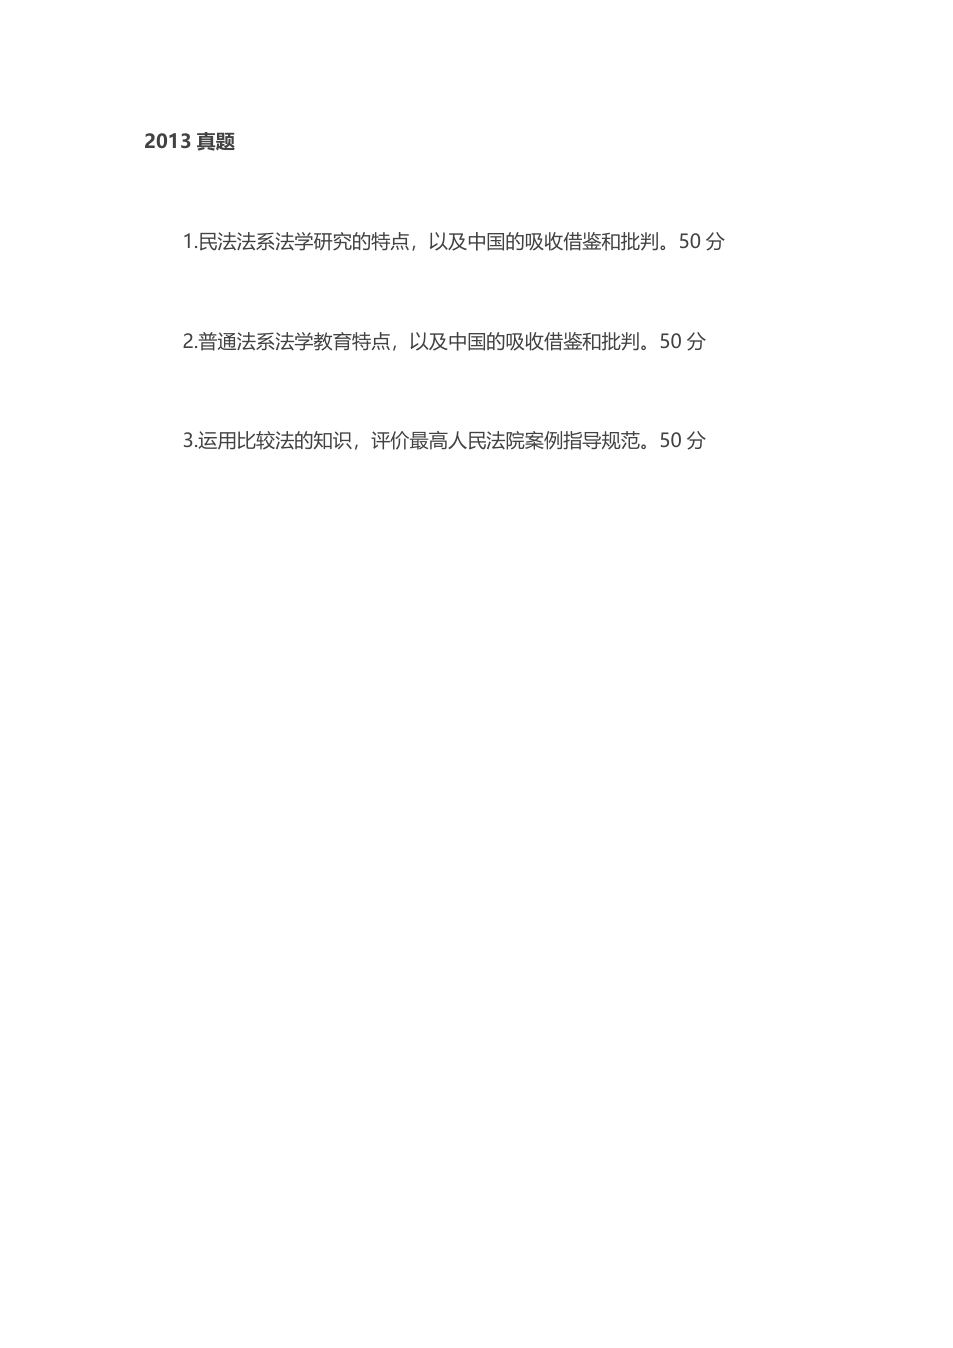 2013 真题
1.民法法系法学研究的特点，以及中国的吸收借鉴和批判。50 分
2.普通法系法学教育特点，以及中国的吸收借鉴和批判。50 分
3.运用比较法的知识，评价最高人民法院案例指导规范。50 分